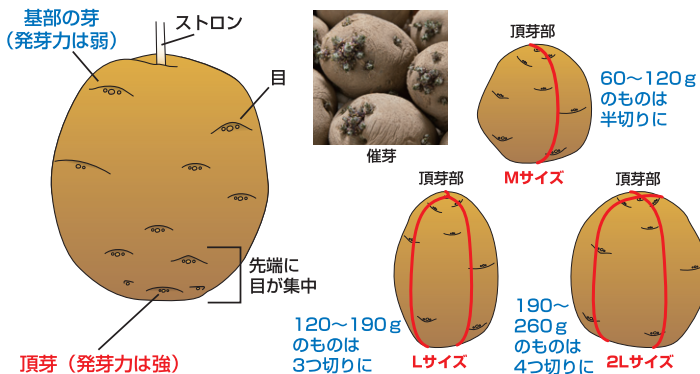 基部の芽
（発芽力は弱）
ストロン
目
先端に
目が集中
頂芽（発芽力は強）
催芽
頂芽部
60～120g
のものは
半切りに
Mサイズ
頂芽部
120～190g
のものは
3つ切りに
Lサイズ
頂芽部
190～
260g
のものは
4つ切りに
2Lサイズ